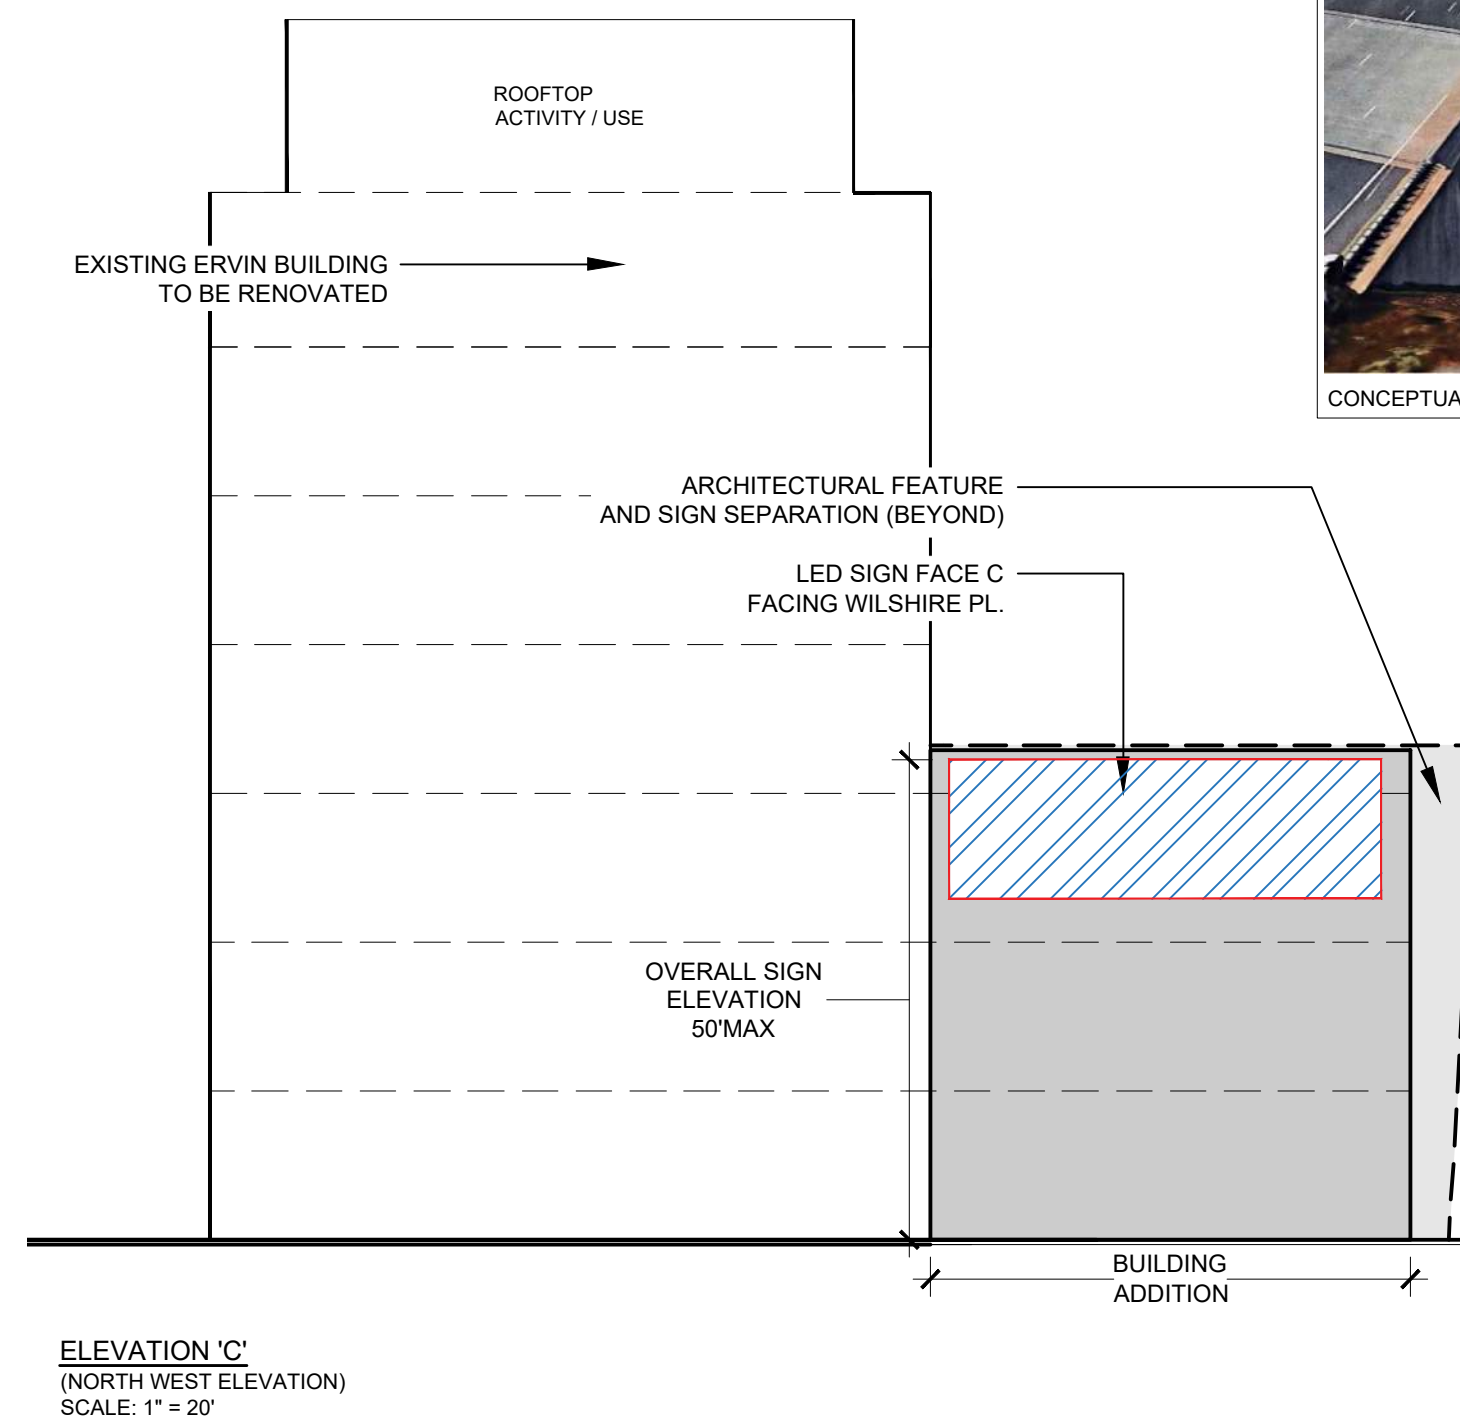 ROOFTOP
ACTIVITY / USE
EXISTING ERVIN BUILDING
TO BE RENOVATED
CONCEPTUA
ARCHITECTURAL FEATURE
AND SIGN SEPARATION (BEYOND)
LED SIGN FACE C
FACING WILSHIRE PL.
OVERALL SIGN
ELEVATION
50'MAX
BUILDING
ADDITION
ELEVATION 'C'
(NORTH WEST ELEVATION)
SCALE: 1" = 20'